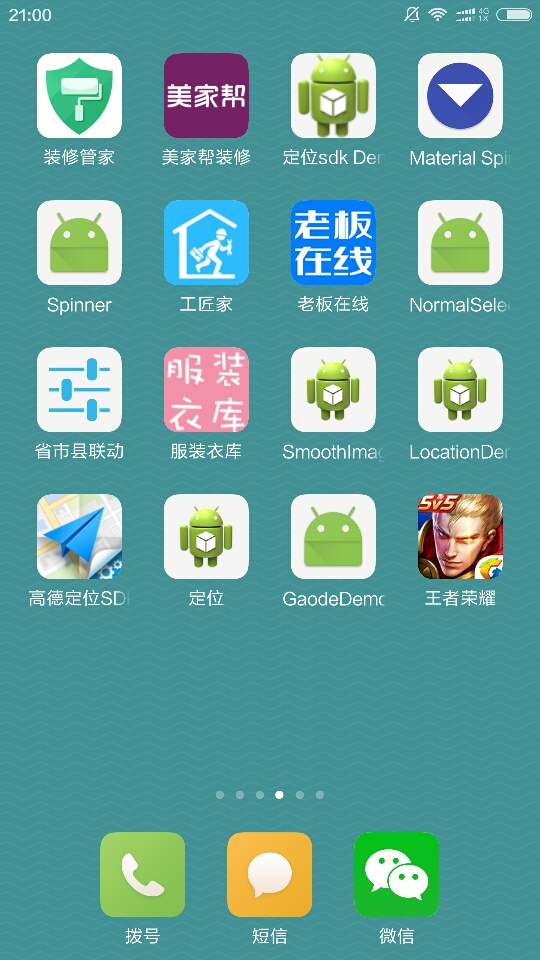 21:00
4G
1X
美家帮
装修管家
美家帮装修
定位sdk Der
Material Spi
老板
在线
Spinner
工匠家
老板在线
NormalSele
服装
衣库
省市县联动
服装衣库
SmoothImag
LocationDer
5v5
高德定位SD
定位
GaodeDemo
王者荣耀
拨号
短信
微信